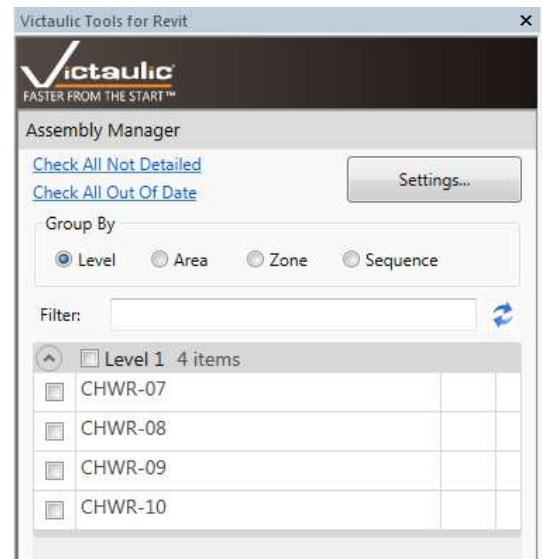 Victaulic Tools for Revit
Victaulic
FASTER FROM THE START™
Assembly Manager
Check All Not Detailed
Settings...
Check All Out Of Date
Group By
Level Area Zone Sequence
Filter:
Level 1 4 items
CHWR-07
CHWR-08
CHWR-09
CHWR-10